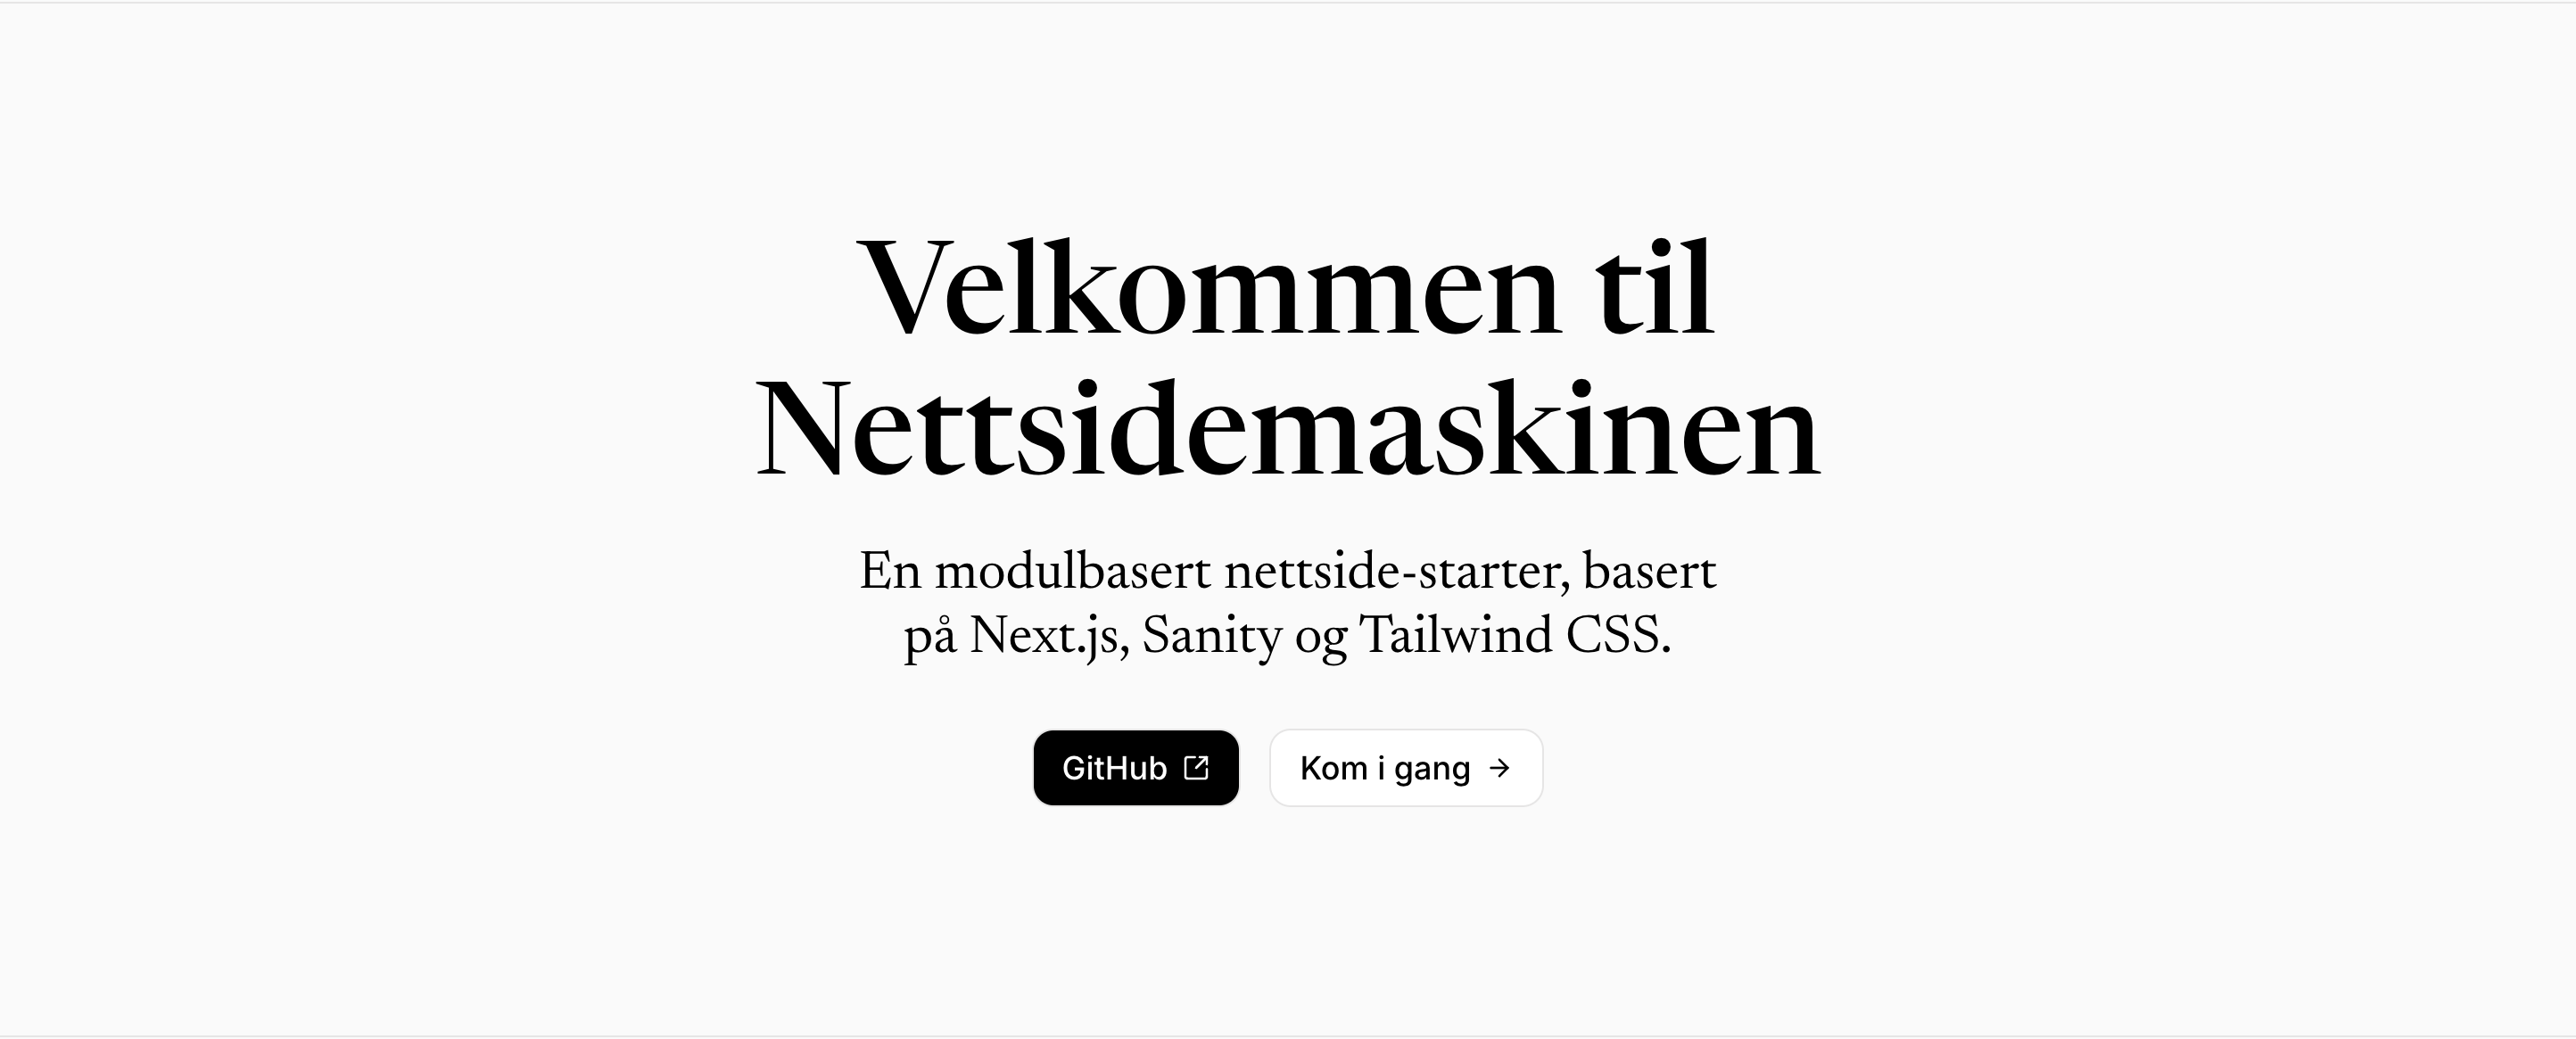 Velkommen til
Nettsidemaskinen
En modulbasert nettside-starter, basert
på Next.js, Sanity og Tailwind CSS.
GitHub
Kom i gang